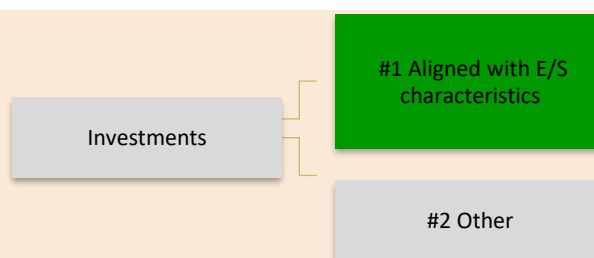 #1 Aligned with E/S
characteristics
Investments
#2 Other